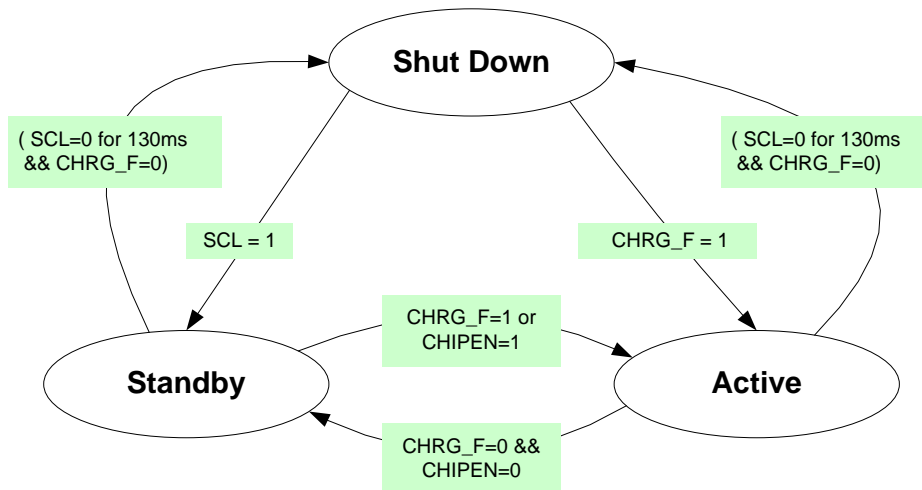 Shut Down
( SCL=0 for 130ms
&& CHRG_F=0)
( SCL=0 for 130ms
&& CHRG_F=0)
SCL = 1
CHRG_F = 1
CHRG_F=1 or
CHIPEN=1
Standby
Active
CHRG_F=0 &&
CHIPEN=0